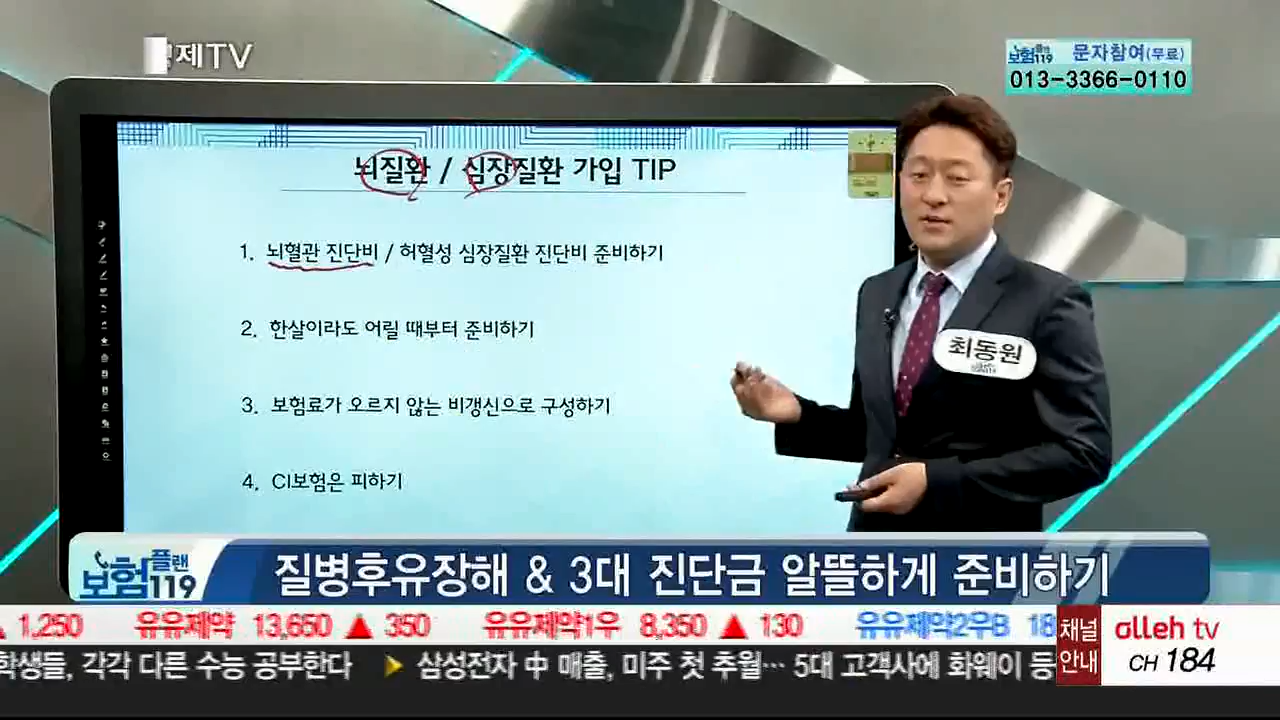 제TV
보험플랜119 문자참여(무료)
013-3366-0110
뇌질환 / 심장질환 가입 TIP
1. 뇌혈관 진단비 / 허혈성 심장질환 진단비 준비하기
2. 한살이라도 어릴 때부터 준비하기
3. 보험료가 오르지 않는 비갱신으로 구성하기
4. CI보험은 피하기
최동원
보험플랜119
질병후유장해 & 3대 진단금 알뜰하게 준비하기
▲ 1,250 유유제약 13,650 ▲ 350 유유제약1우 8,350 ▲ 130 유유제약2우B 18
학생들, 각각 다른 수능 공부한다 ▶ 삼성전자 中 매출, 미주 첫 추월… 5대 고객사에 화웨이 등
채널안내
olleh tv
CH 184